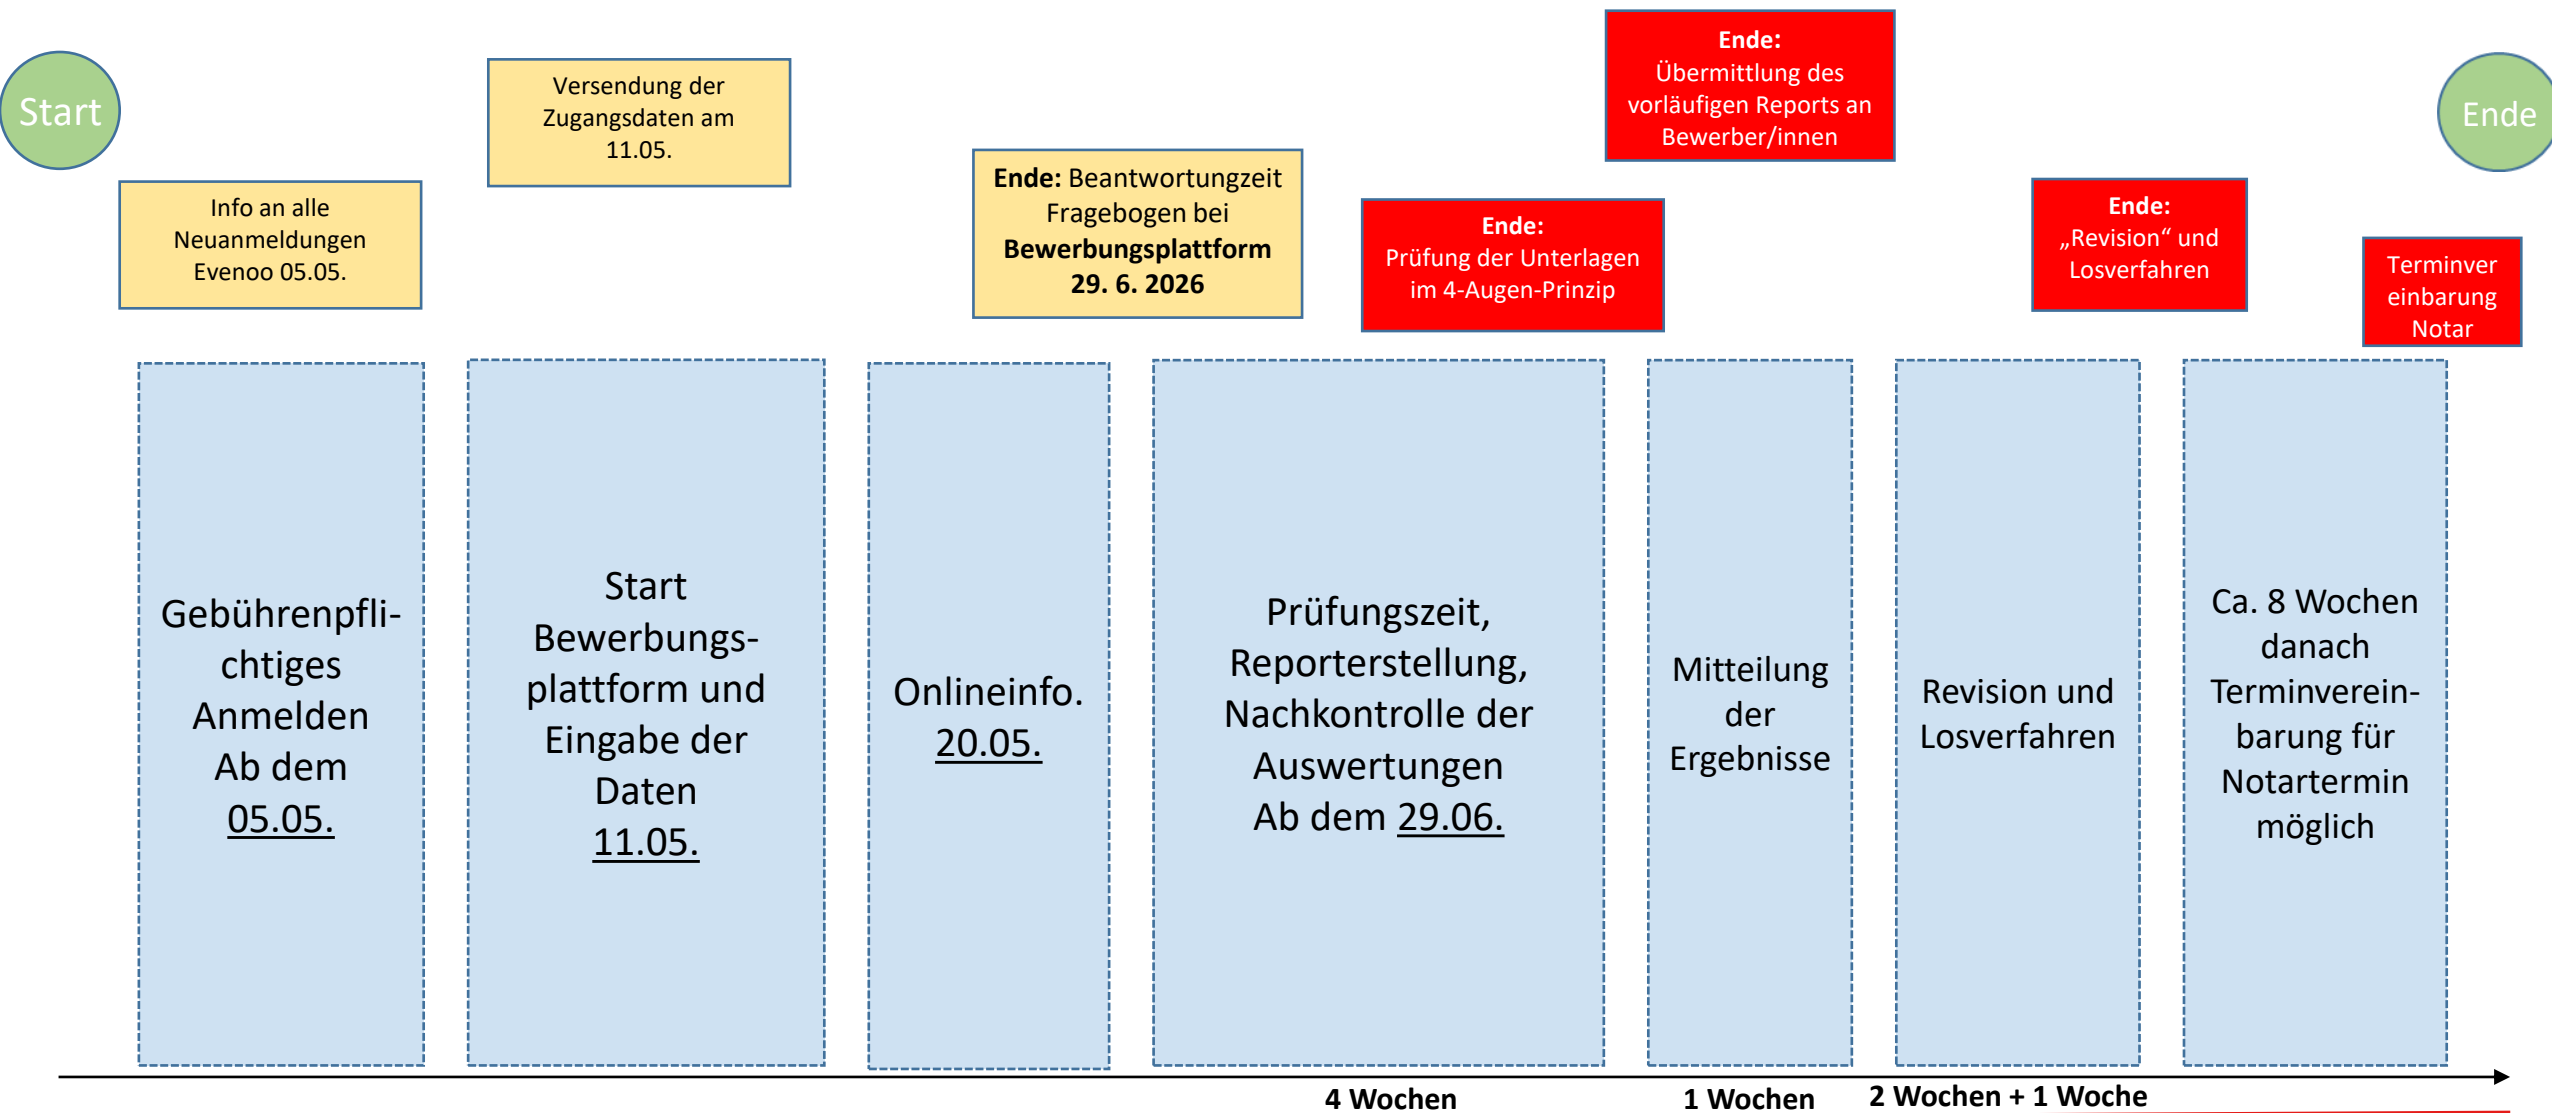 Start
Info an alle
Neuanmeldungen
Evenoo 05.05.
Versendung der
Zugangsdaten am
11.05.
Ende: Beantwortungzeit
Fragebogen bei
Bewerbungsplattform
29. 6. 2026
Ende:
Prüfung der Unterlagen
im 4-Augen-Prinzip
Ende:
Übermittlung des
vorläufigen Reports an
Bewerber/innen
Ende:
„Revision“ und
Losverfahren
Terminver
einbarung
Notar
Ende
Gebührenpfli-
chtiges
Anmelden
Ab dem
05.05.
Start
Bewerbungs-
plattform und
Eingabe der
Daten
11.05.
Onlineinfo.
20.05.
Prüfungszeit,
Reporterstellung,
Nachkontrolle der
Auswertungen
Ab dem 29.06.
Mitteilung
der
Ergebnisse
Revision und
Losverfahren
Ca. 8 Wochen
danach
Terminverein-
barung für
Notartermin
möglich
4 Wochen
1 Wochen
2 Wochen + 1 Woche